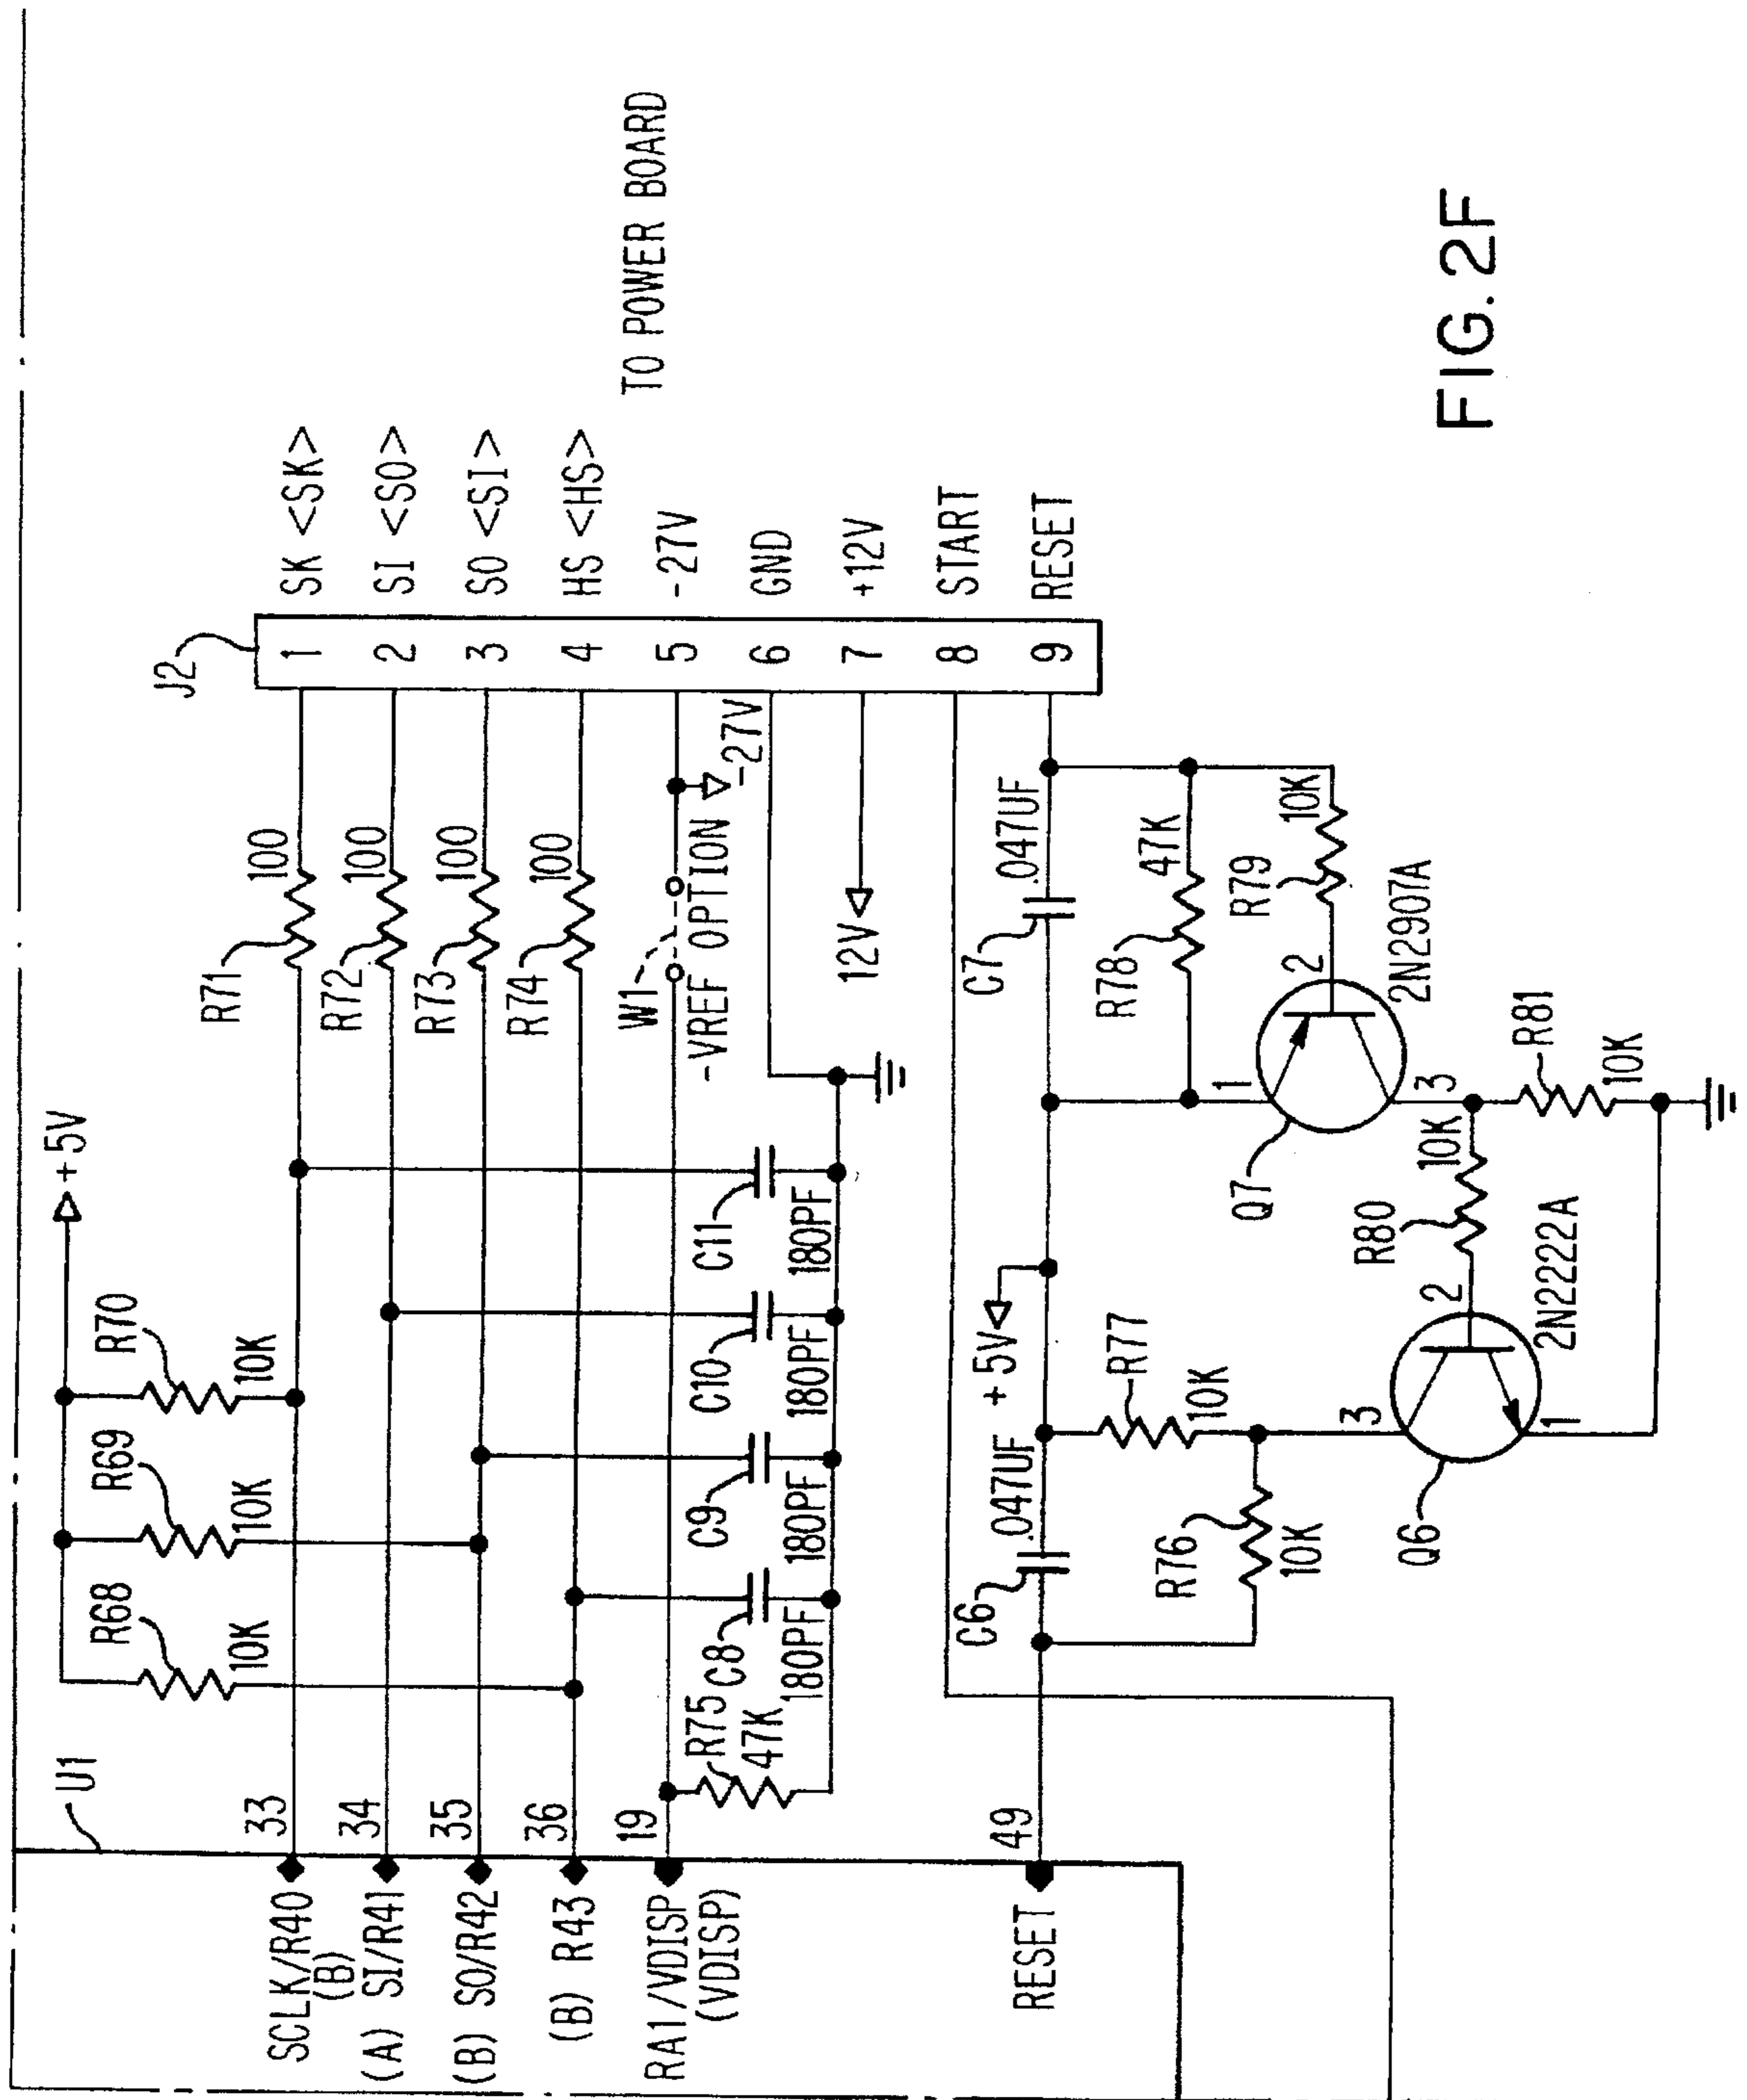 U1
SCLK/R40
(B)
33
(A) SI/R41
34
(B) SO/R42
35
(B) R43
36
RA1/VDISP
(VDISP)
19
RESET
49
+5V
R68
10K
R69
10K
R70
10K
R71
100
R72
100
R73
100
R74
100
W1
-VREF OPTION
-27V
12V
R75
47K
C8
180PF
C9
180PF
C10
180PF
C11
180PF
J2
1
SK <SK>
2
SI <SO>
3
SO <SI>
4
HS <HS>
5
-27V
6
GND
7
+12V
8
START
9
RESET
TO POWER BOARD
C6
.047UF
+5V
C7
.047UF
R76
10K
R77
10K
R78
47K
R79
10K
Q6
3
2
1
2N2222A
R80
10K
Q7
1
2
3
2N2907A
R81
10K
FIG. 2F